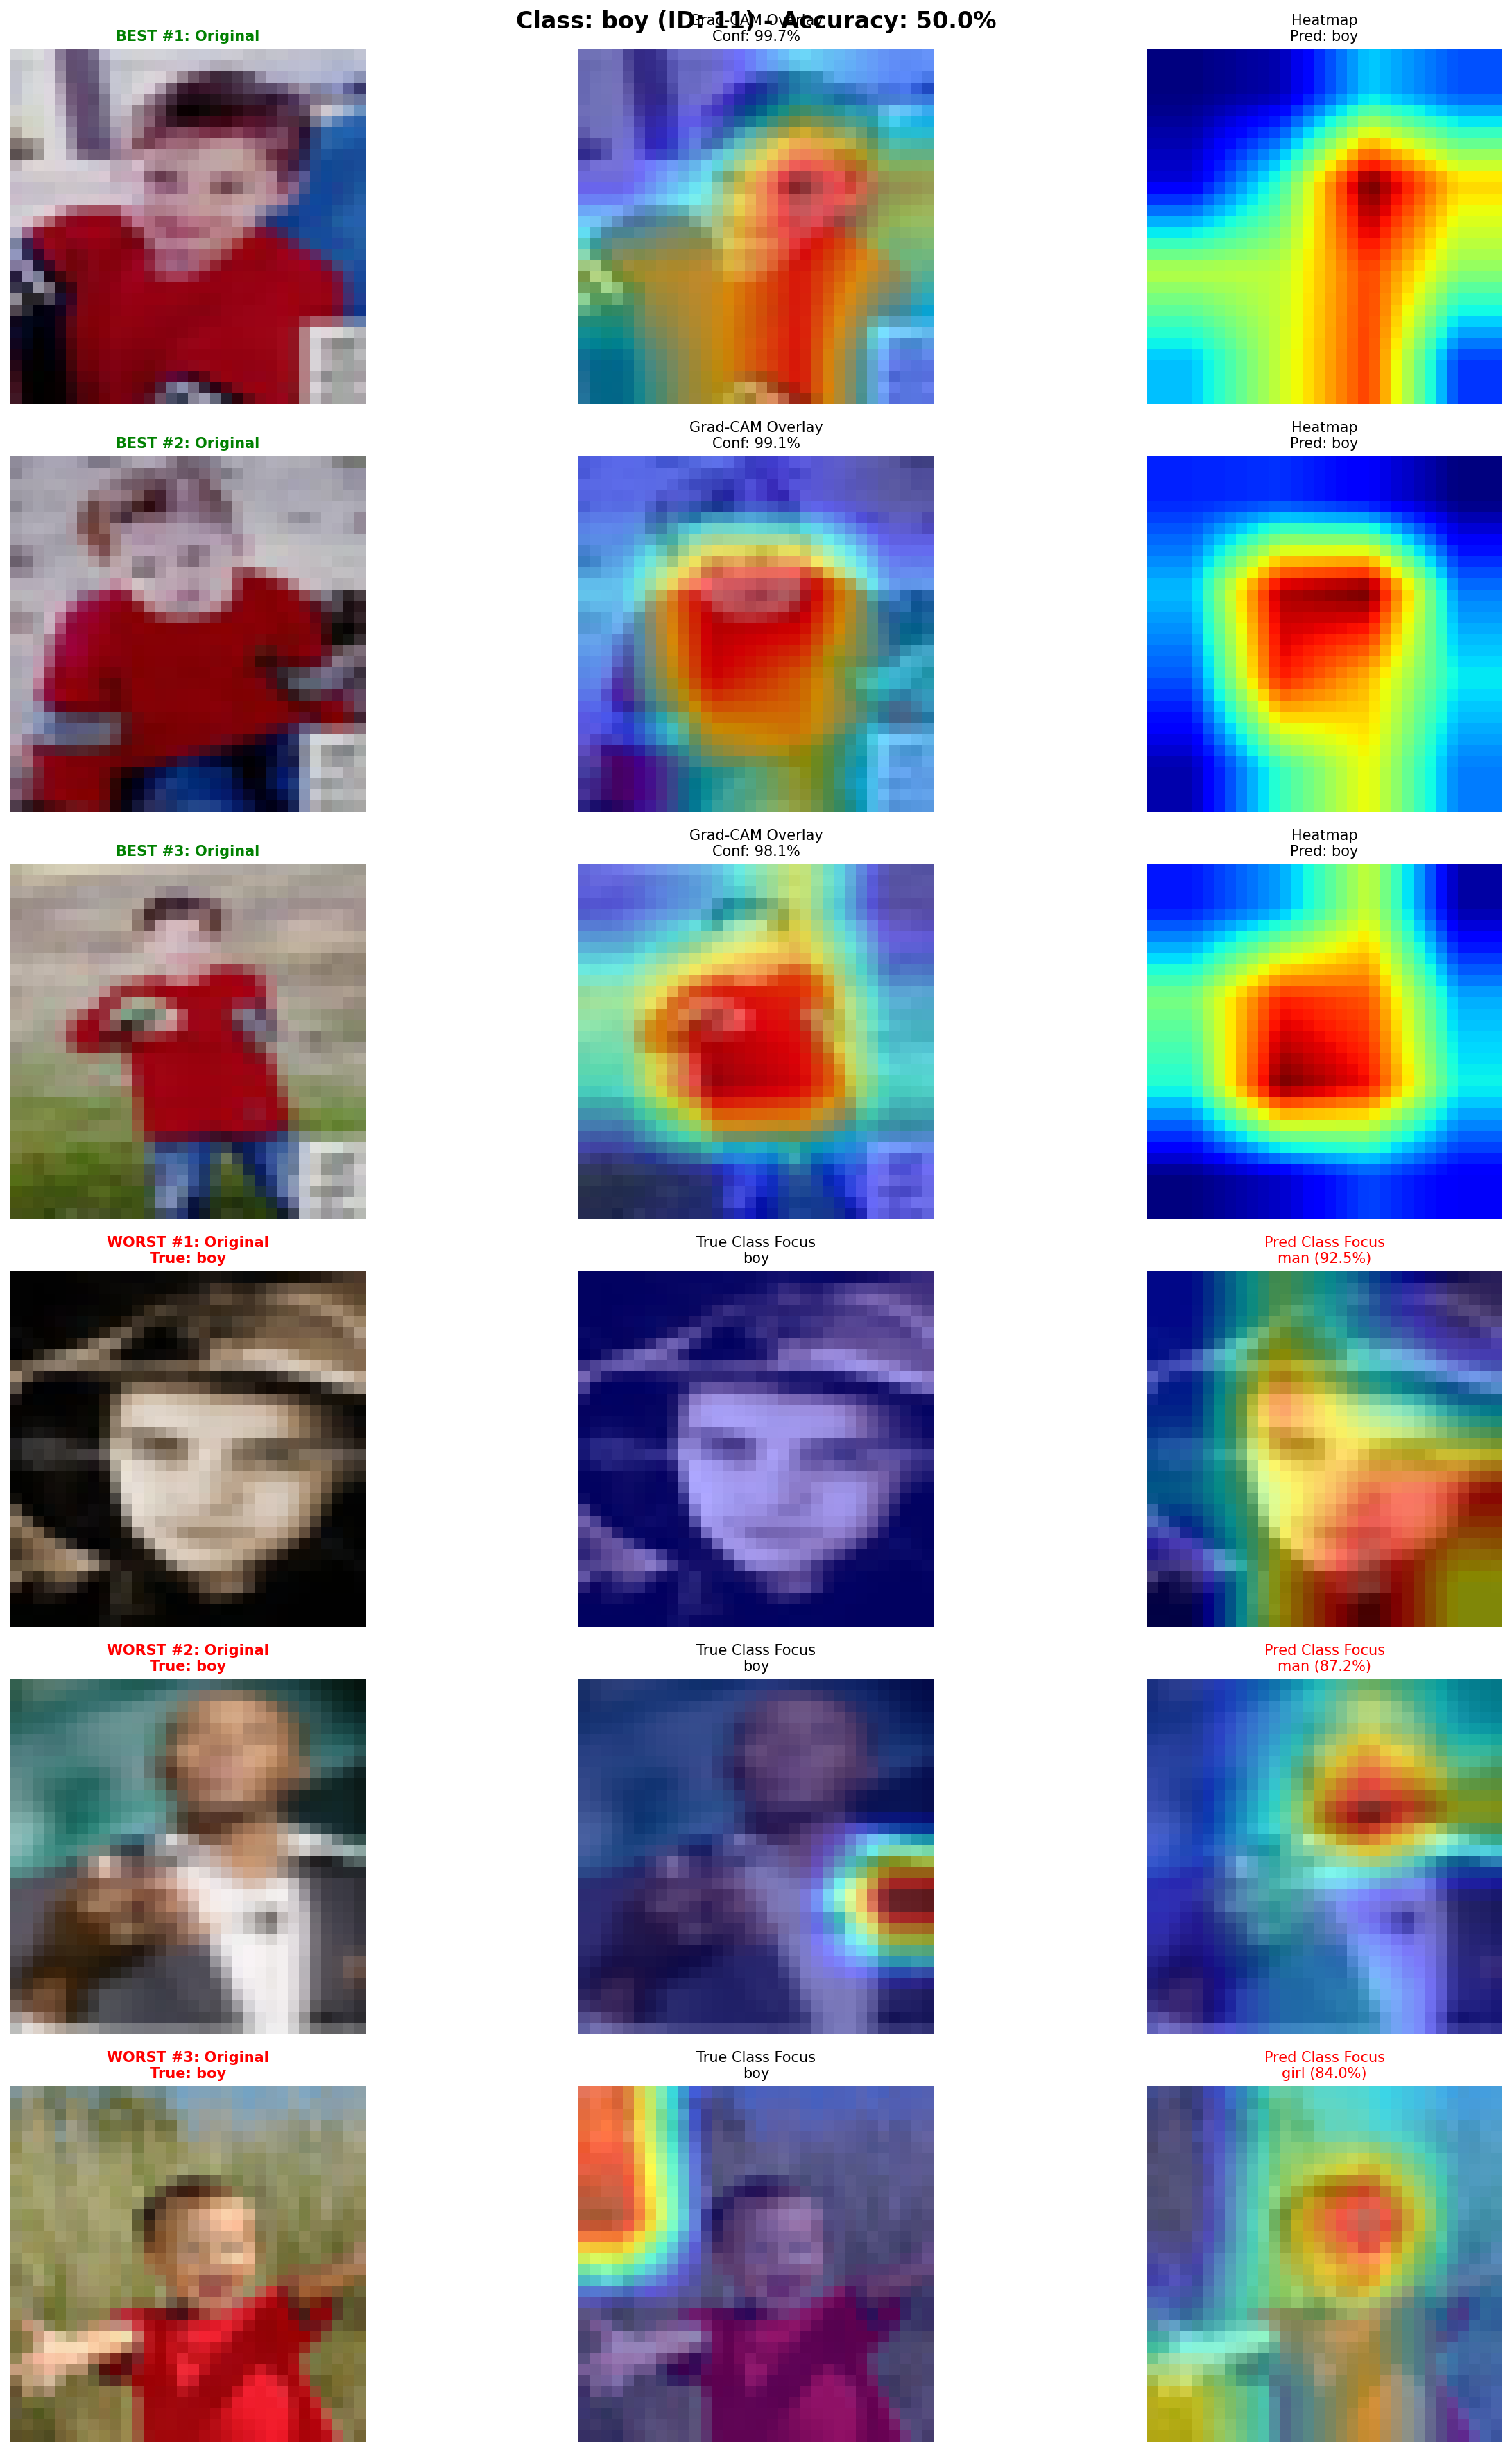 Class: boy (ID: 11) - Accuracy: 50.0%
BEST #1: Original
Grad-CAM Overlay
Conf: 99.7%
Heatmap
Pred: boy
BEST #2: Original
Grad-CAM Overlay
Conf: 99.1%
Heatmap
Pred: boy
BEST #3: Original
Grad-CAM Overlay
Conf: 98.1%
Heatmap
Pred: boy
WORST #1: Original
True: boy
True Class Focus
boy
Pred Class Focus
man (92.5%)
WORST #2: Original
True: boy
True Class Focus
boy
Pred Class Focus
man (87.2%)
WORST #3: Original
True: boy
True Class Focus
boy
Pred Class Focus
girl (84.0%)